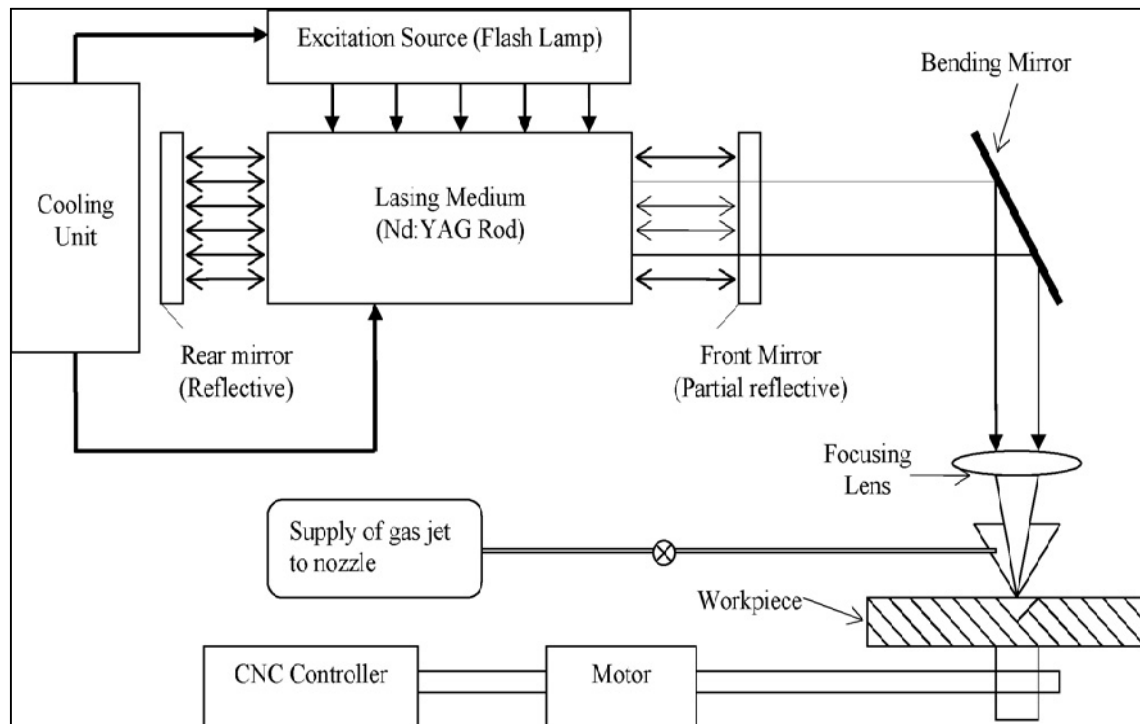 Excitation Source (Flash Lamp)
Bending Mirror
Cooling
Unit
Lasing Medium
(Nd:YAG Rod)
Rear mirror
(Reflective)
Front Mirror
(Partial reflective)
Focusing
Lens
Supply of gas jet
to nozzle
Workpiece
CNC Controller
Motor